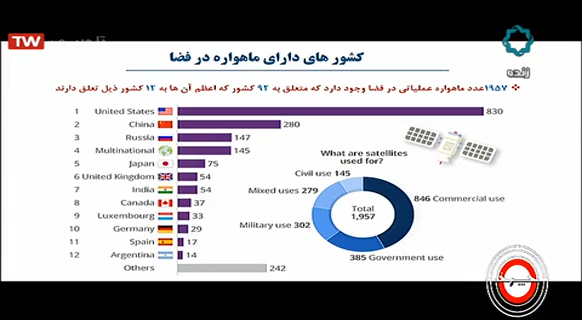 TW
زنده
کشور های دارای ماهواره در فضا
❖ ۱۹۵۷عدد ماهواره عملیاتی در فضا وجود دارد که متعلق به ۹۲ کشور که اعظم آن ها به ۱۲ کشور ذیل تعلق دارند
1 United States 830
2 China 280
3 Russia 147
4 Multinational 145
5 Japan 75
6 United Kingdom 54
7 India 54
8 Canada 37
9 Luxembourg 33
10 Germany 29
11 Spain 17
12 Argentina 14
Others 242
What are satellites
used for?
Civil use 145
Mixed uses 279
846 Commercial use
Total
1,957
Military use 302
385 Government use